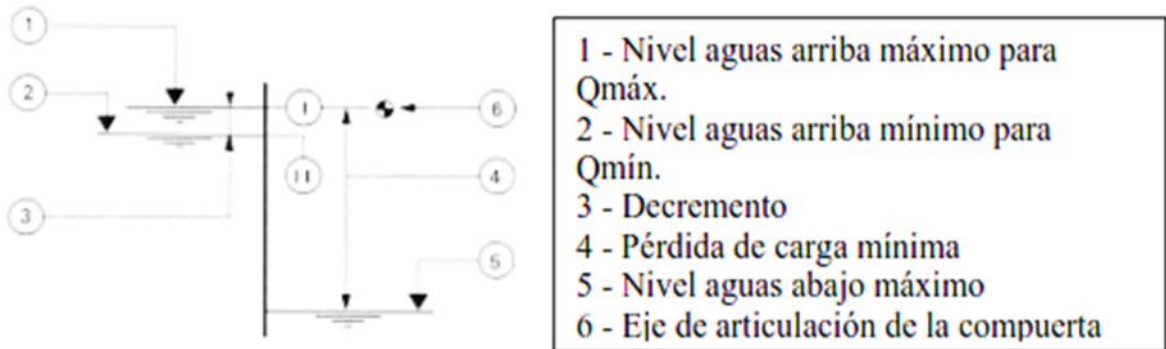 1
2
3
I
II
6
4
5
1 - Nivel aguas arriba máximo para
Qmáx.
2 - Nivel aguas arriba mínimo para
Qmín.
3 - Decremento
4 - Pérdida de carga mínima
5 - Nivel aguas abajo máximo
6 - Eje de articulación de la compuerta